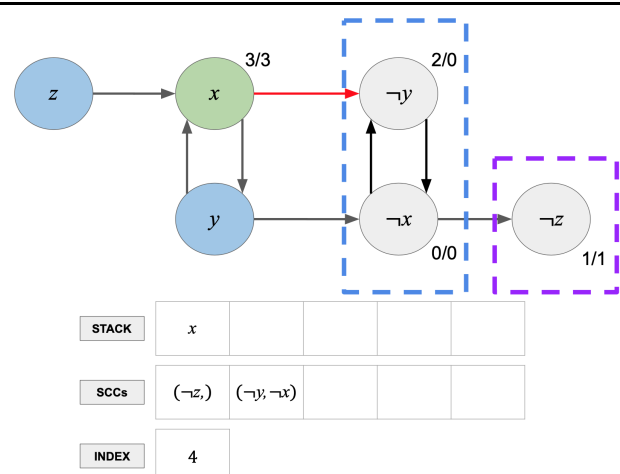 3/3 2/0
z x ¬y
y ¬x ¬z
0/0 1/1
STACK x
SCCs (¬z,) (¬y,¬x)
INDEX 4